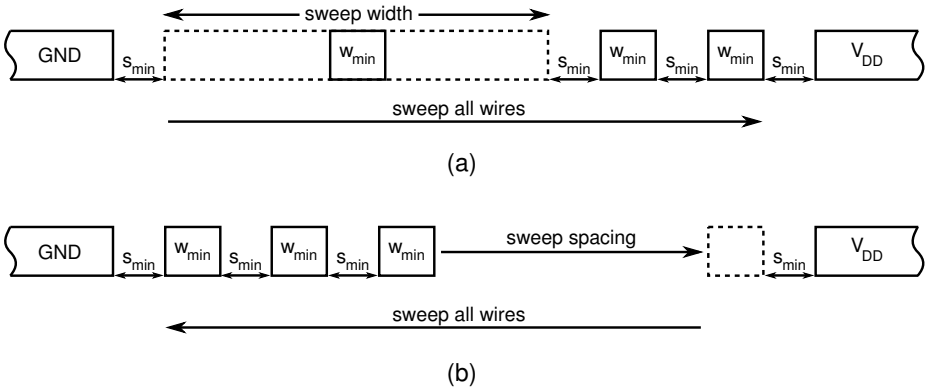 sweep width
GND
s_min
w_min
s_min
w_min
s_min
w_min
s_min
V_DD
sweep all wires
(a)
GND
s_min
w_min
s_min
w_min
s_min
w_min
sweep spacing
s_min
V_DD
sweep all wires
(b)